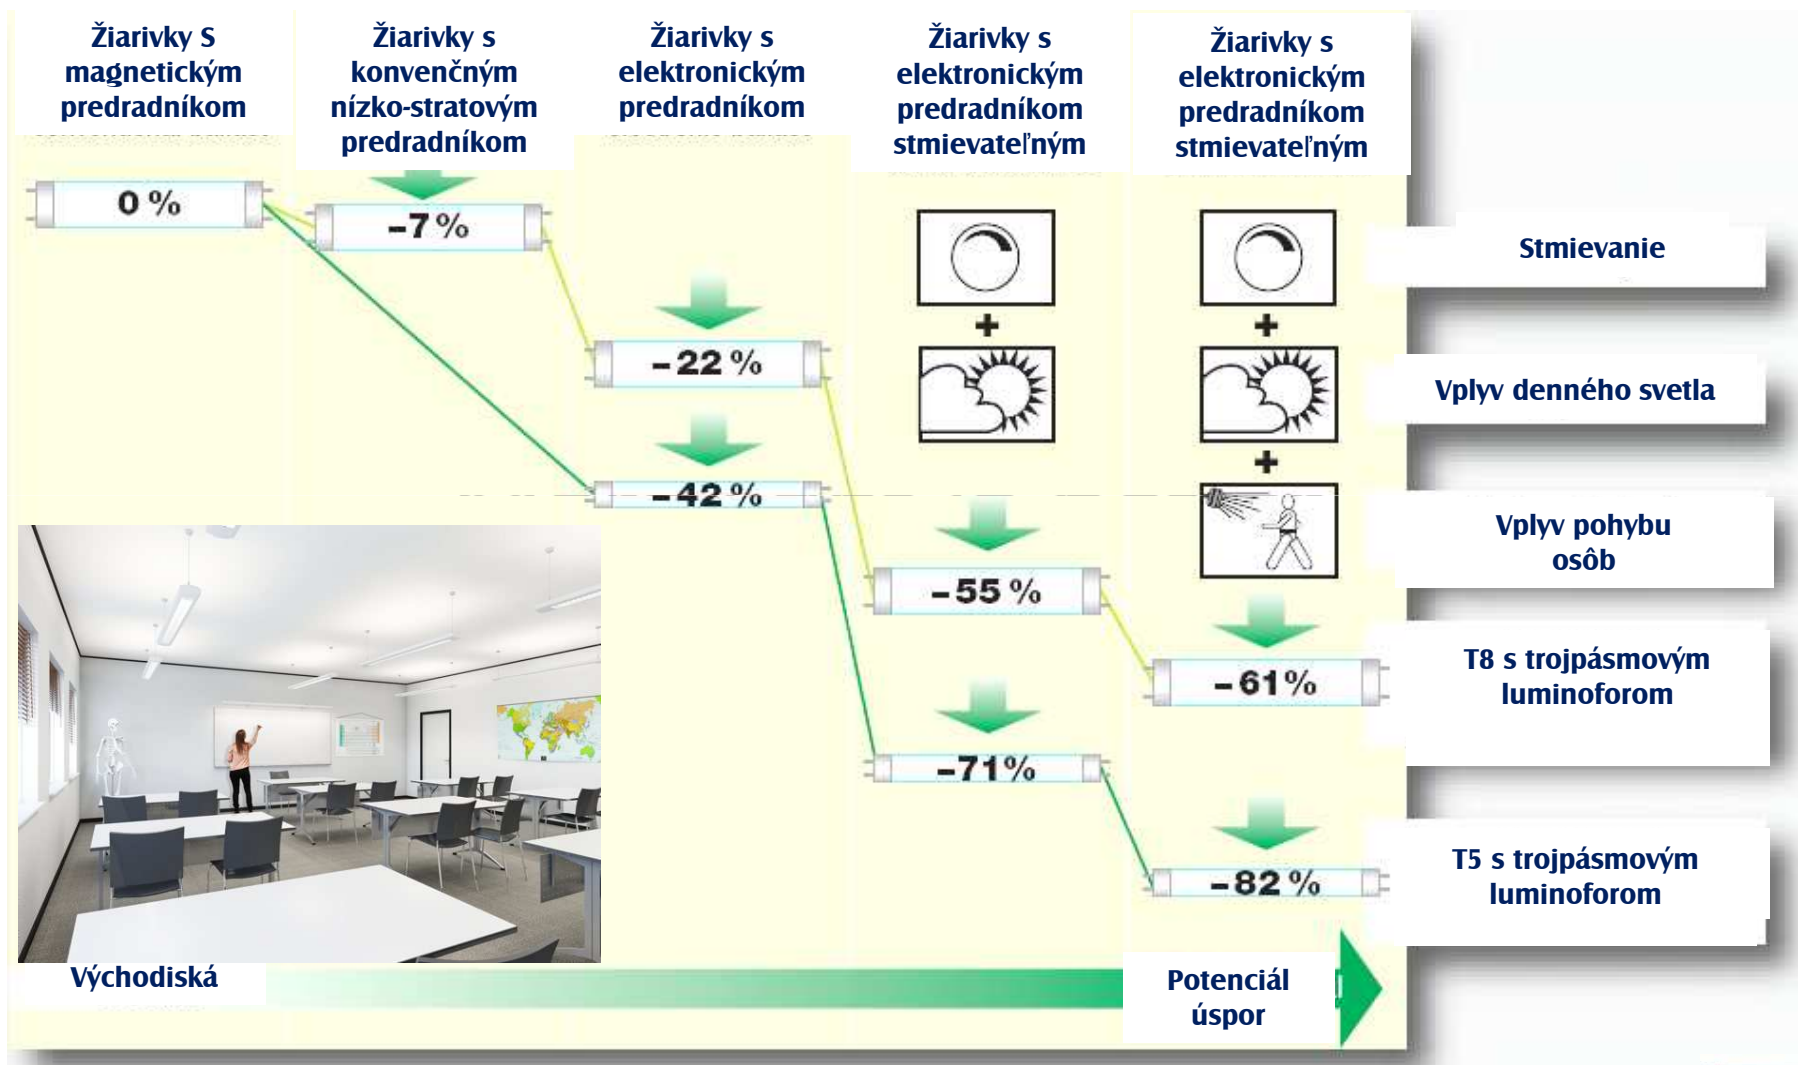 Žiarivky S
magnetickým
predradníkom
Žiarivky s
konvenčným
nízko-stratovým
predradníkom
Žiarivky s
elektronickým
predradníkom
Žiarivky s
elektronickým
predradníkom
stmievateľným
Žiarivky s
elektronickým
predradníkom
stmievateľným
0 %
–7 %
–22 %
–42 %
–55 %
–71%
–61%
–82 %
+
+
+
Stmievanie
Vplyv denného svetla
Vplyv pohybu
osôb
T8 s trojpásmovým
luminoforom
T5 s trojpásmovým
luminoforom
Východiská
Potenciál
úspor